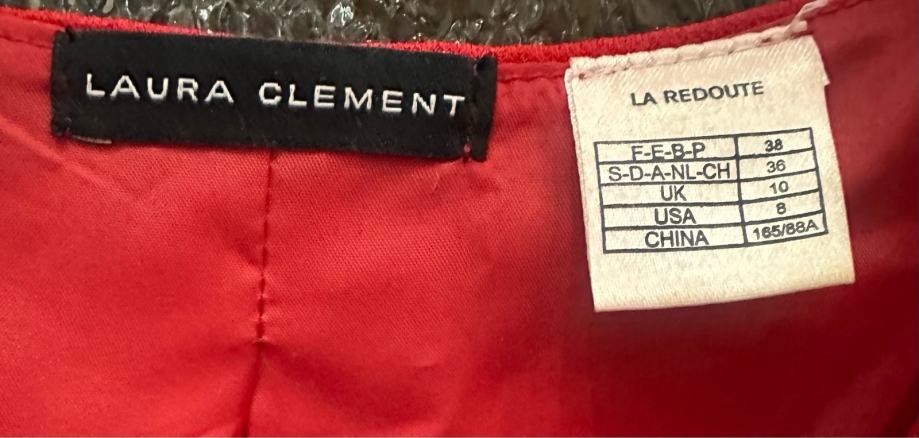 LAURA CLEMENT
LA REDOUTE
F-E-B-P 38
S-D-A-NL-CH 36
UK 10
USA 8
CHINA 165/88A